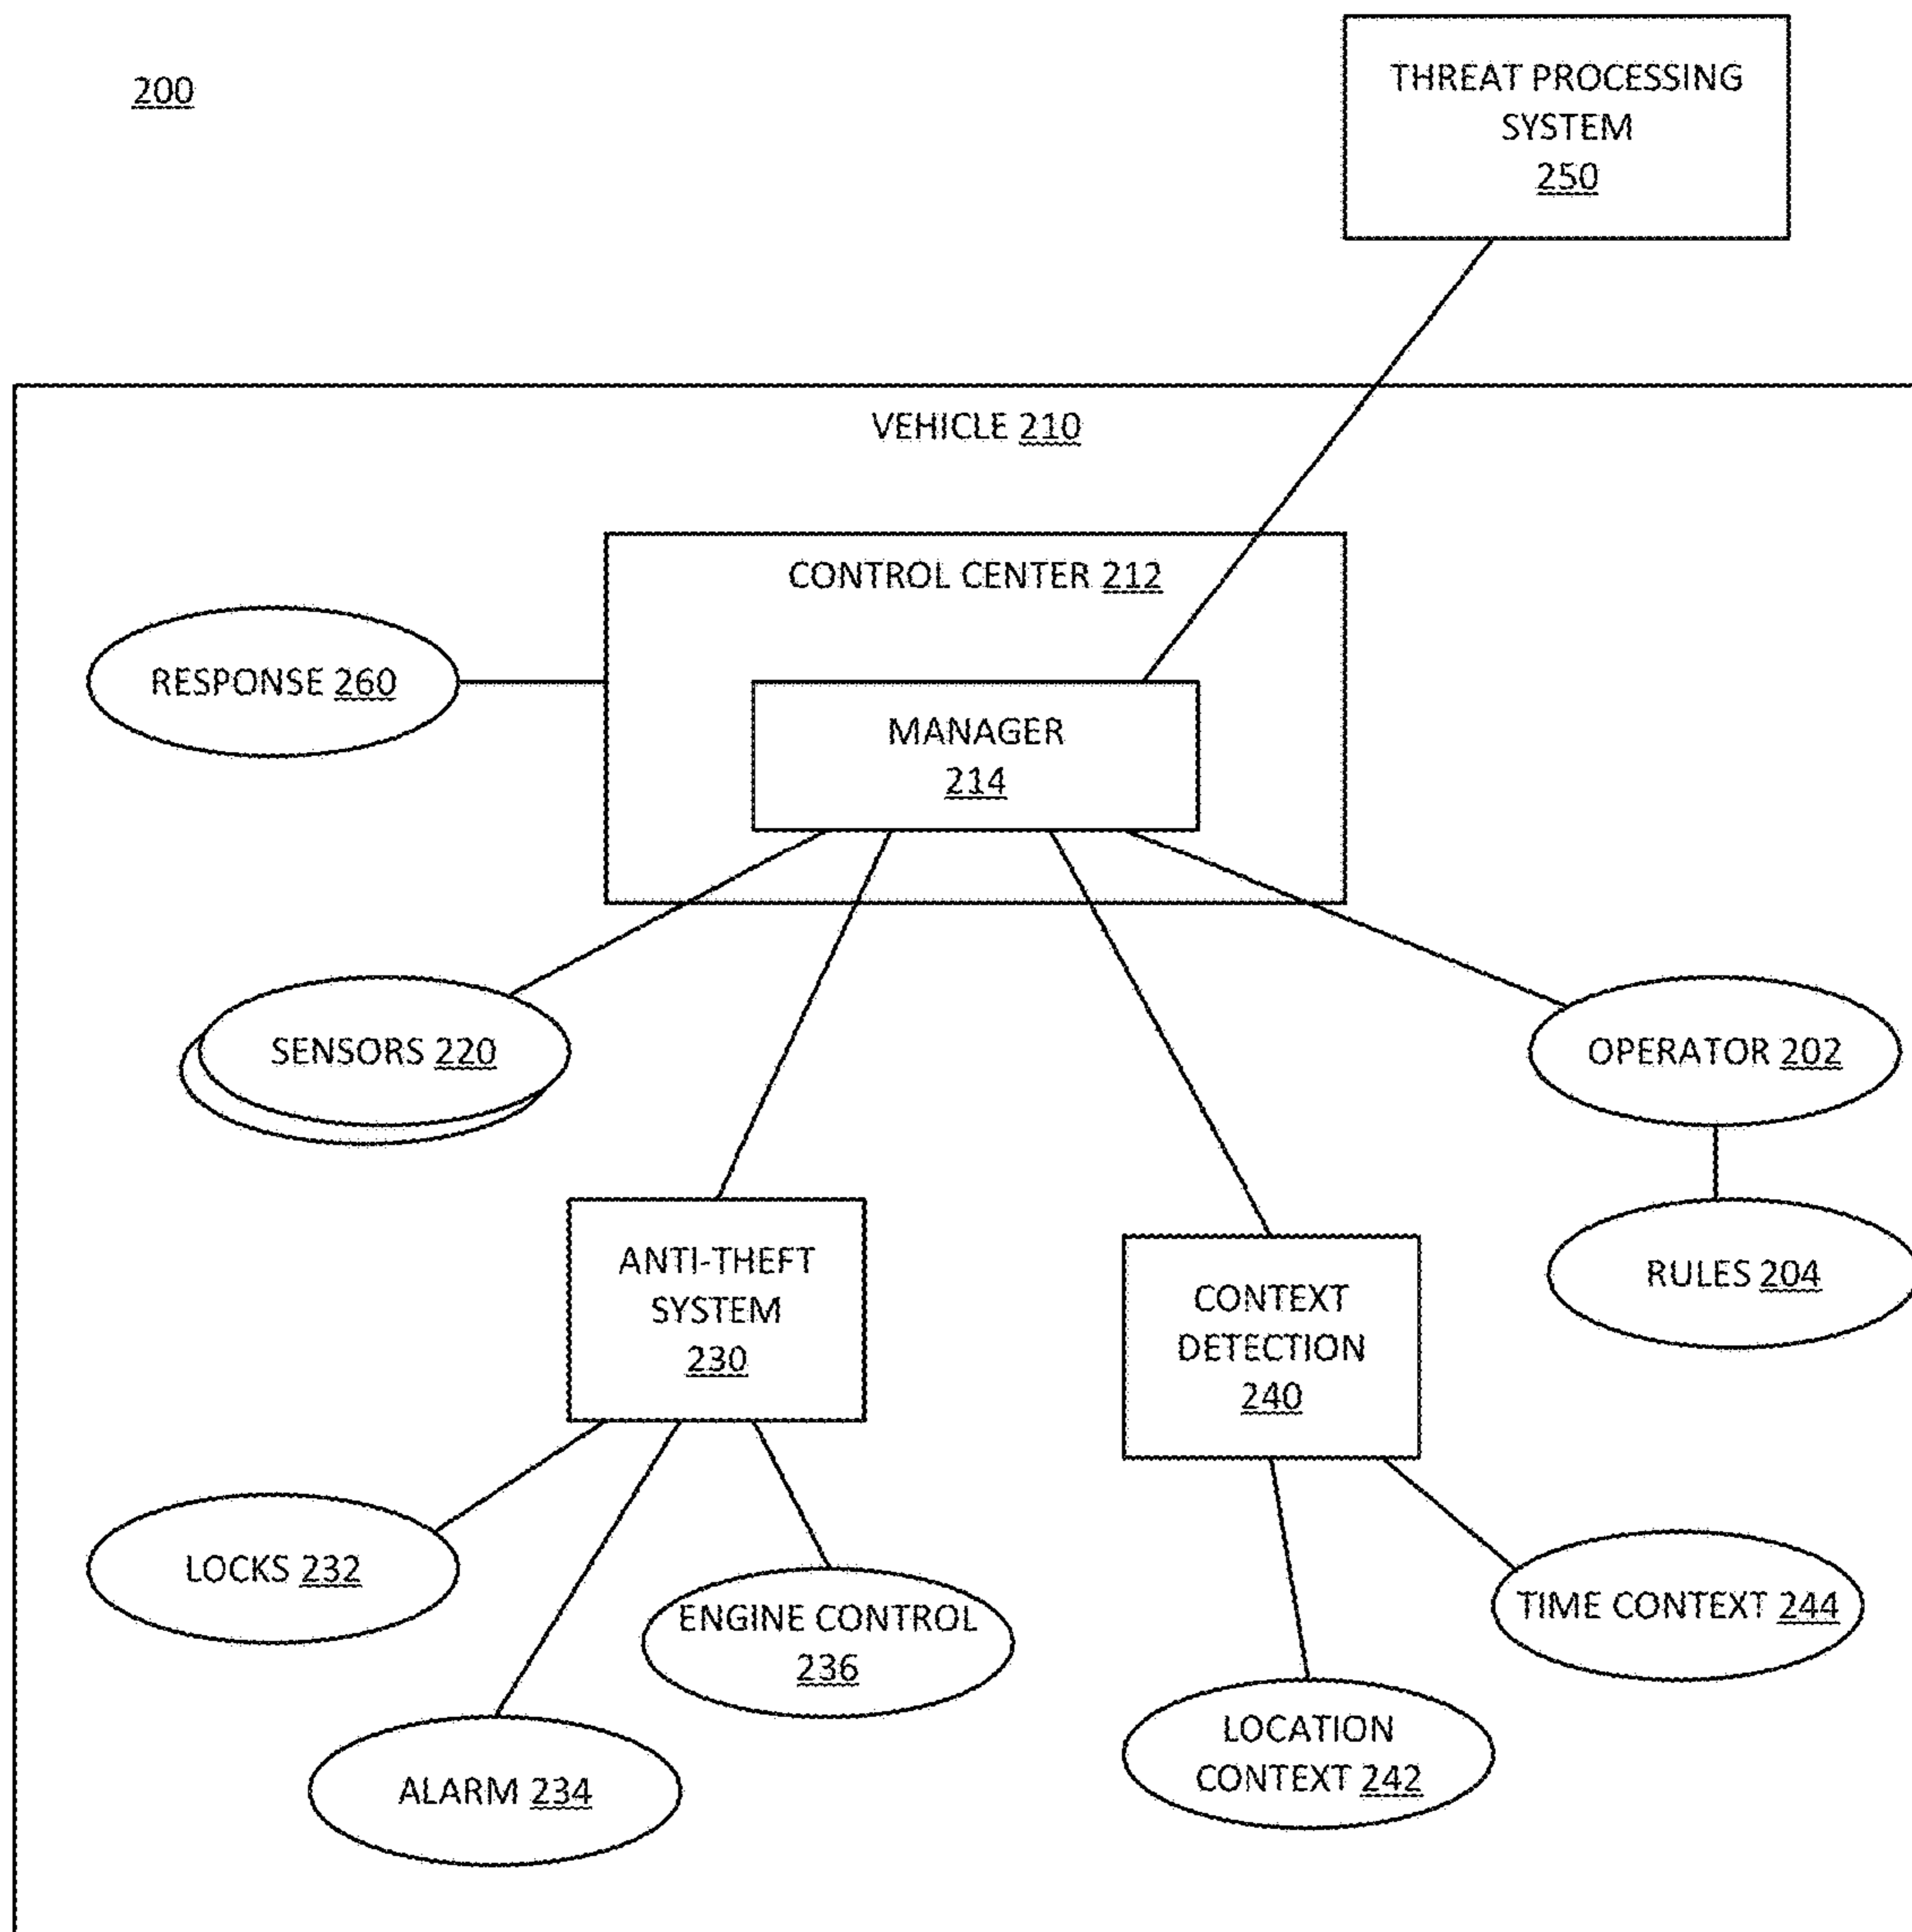 200
THREAT PROCESSING
SYSTEM
250
VEHICLE 210
CONTROL CENTER 212
RESPONSE 260
MANAGER
214
SENSORS 220
OPERATOR 202
ANTI-THEFT
SYSTEM
230
CONTEXT
DETECTION
240
RULES 204
LOCKS 232
ENGINE CONTROL
236
TIME CONTEXT 244
ALARM 234
LOCATION
CONTEXT 242